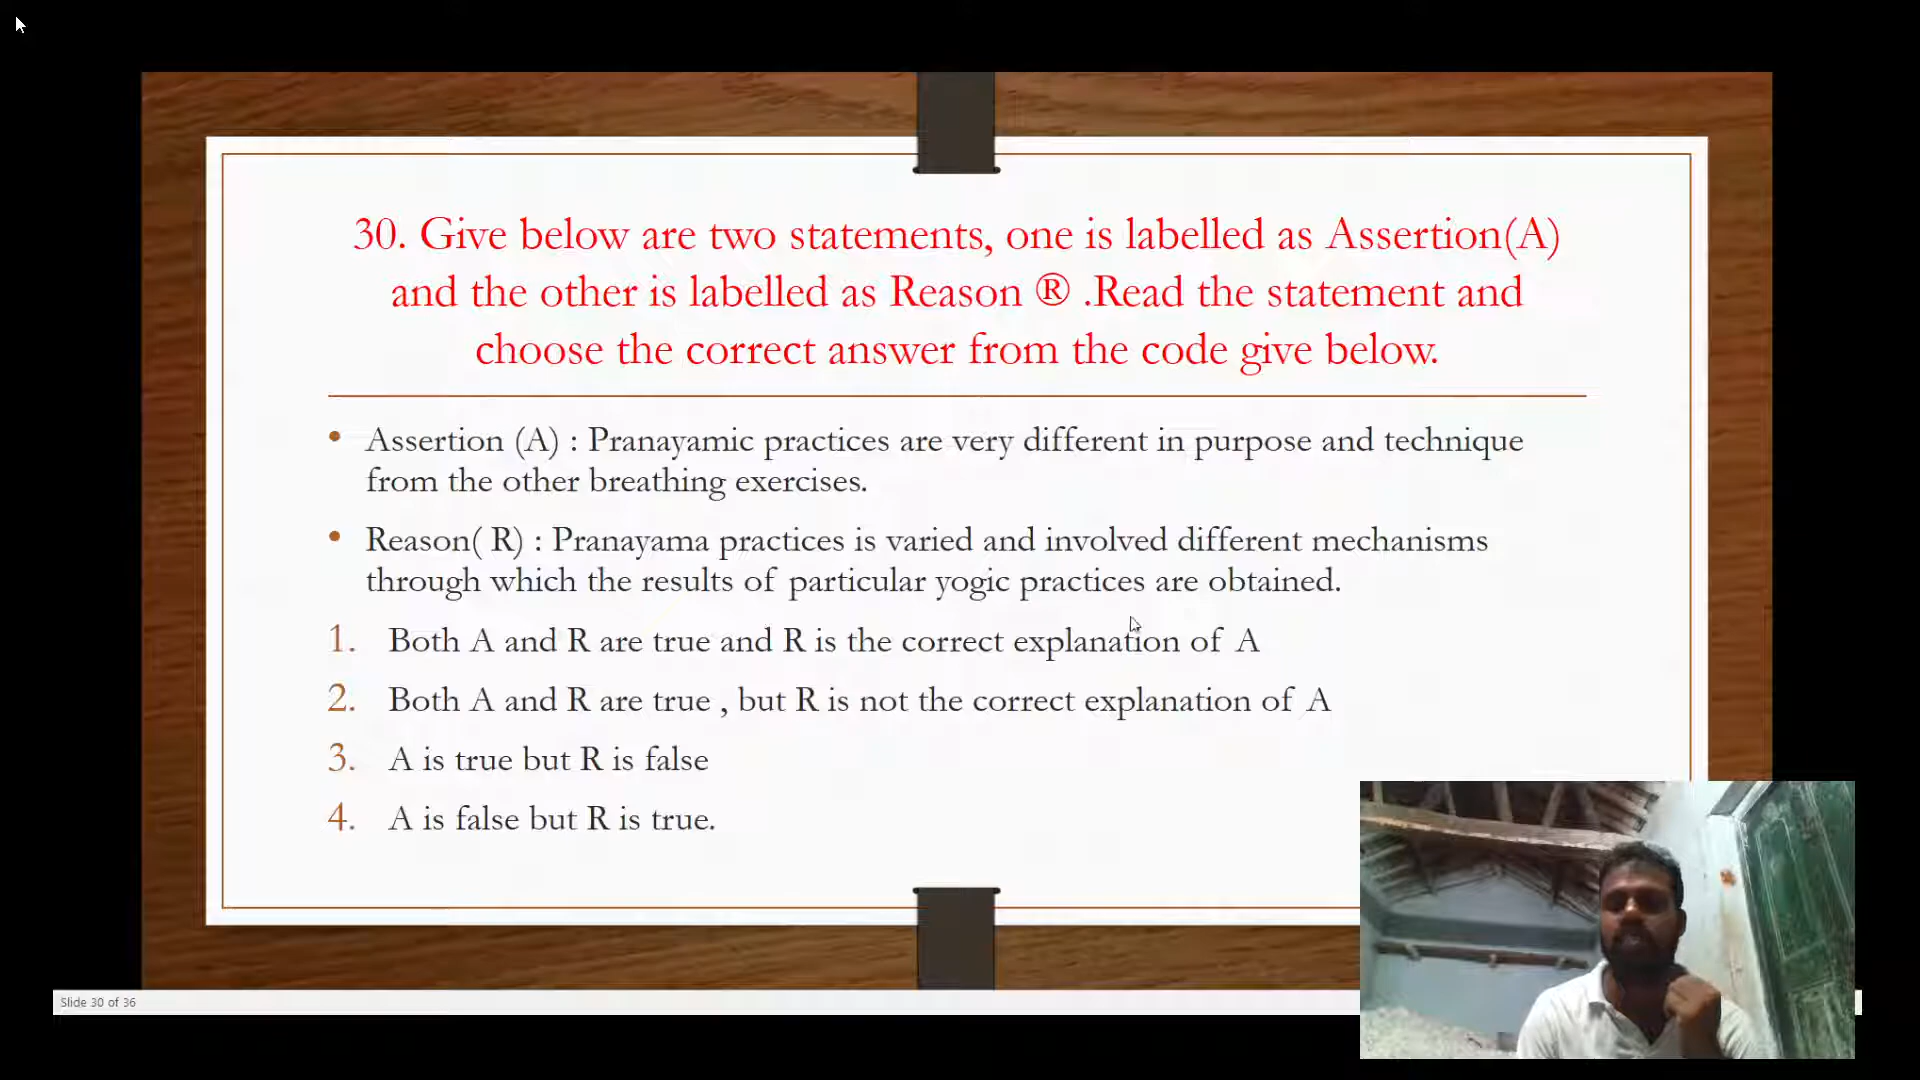 30. Give below are two statements, one is labelled as Assertion(A)
and the other is labelled as Reason ® .Read the statement and
choose the correct answer from the code give below.
• Assertion (A) : Pranayamic practices are very different in purpose and technique
from the other breathing exercises.
• Reason( R) : Pranayama practices is varied and involved different mechanisms
through which the results of particular yogic practices are obtained.
1. Both A and R are true and R is the correct explanation of A
2. Both A and R are true , but R is not the correct explanation of A
3. A is true but R is false
4. A is false but R is true.
Slide 30 of 36